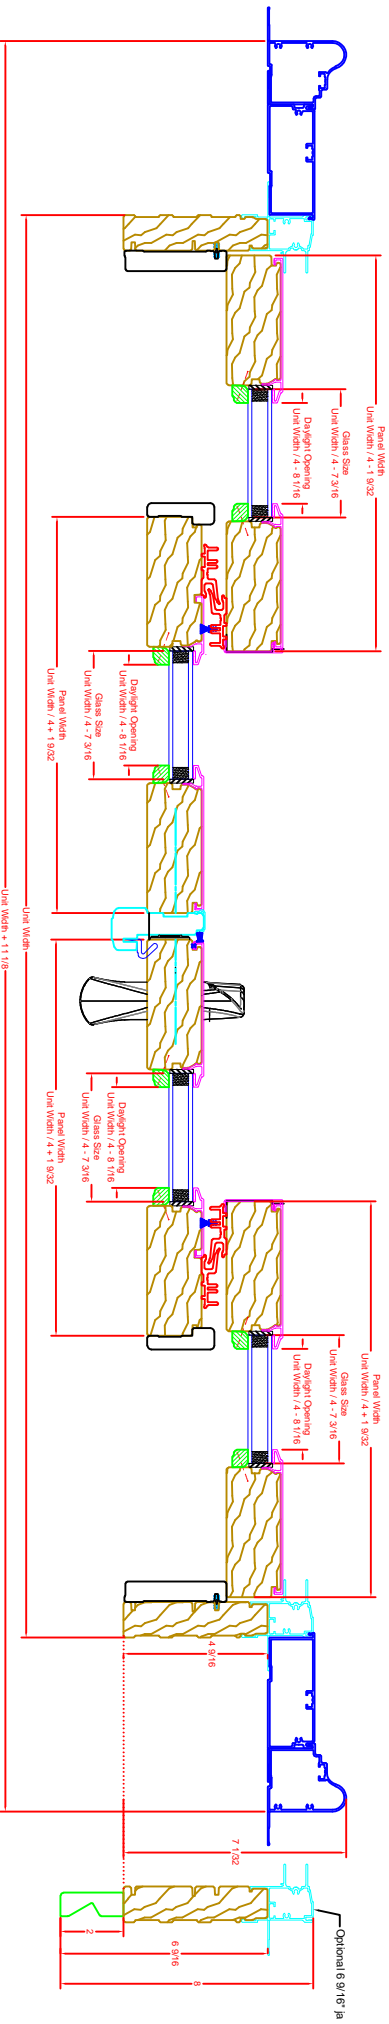 Panel Width
Unit Width / 4 - 1 9/32
Glass Size
Unit Width / 4 - 7 3/16
Daylight Opening
Unit Width / 4 - 8 1/16
Daylight Opening
Unit Width / 4 - 8 1/16
Glass Size
Unit Width / 4 - 7 3/16
Panel Width
Unit Width / 4 + 1 9/32
Daylight Opening
Unit Width / 4 - 8 1/16
Glass Size
Unit Width / 4 - 7 3/16
Panel Width
Unit Width / 4 + 1 9/32
Panel Width
Unit Width / 4 + 1 9/32
Glass Size
Unit Width / 4 - 7 3/16
Daylight Opening
Unit Width / 4 - 8 1/16
Unit Width
Unit Width + 11 1/8
4 9/16
7 1/32
Optional 6 9/16" ja
2
6 9/16
8